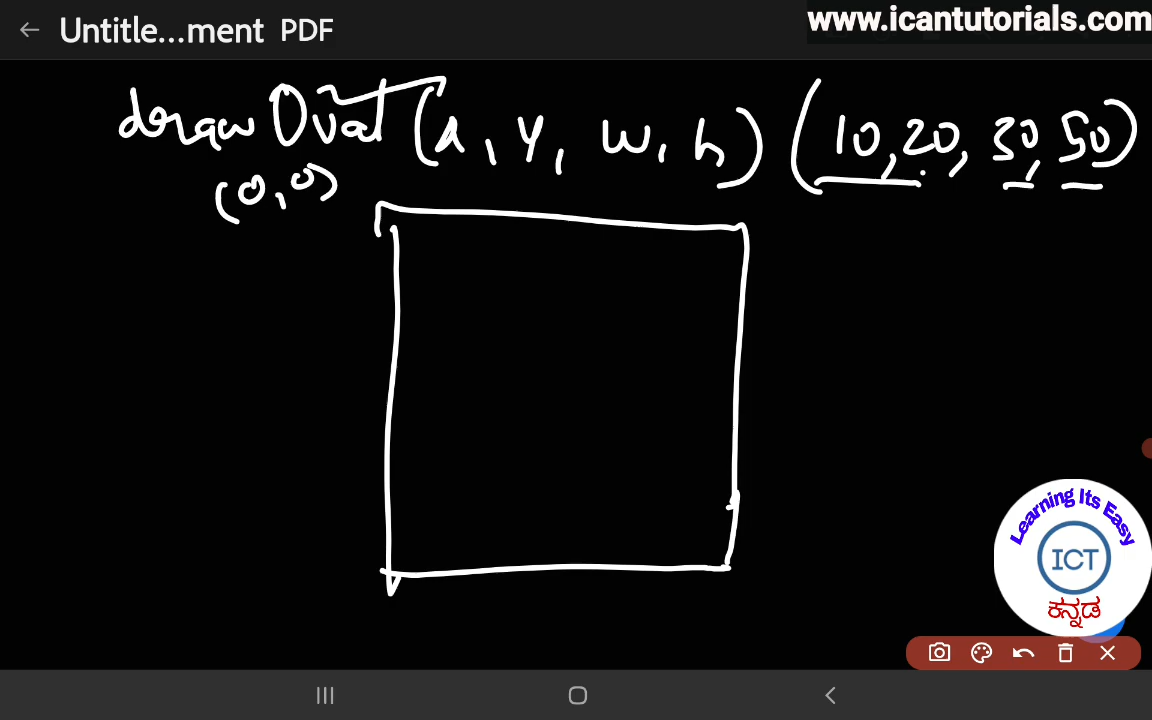 Untitle...ment PDF
www.icantutorials.com
drawOval(x, y, w, h) (10, 20, 30, 50)
(0, 0)
Learning Its Easy
ICT
ಕನ್ನಡ